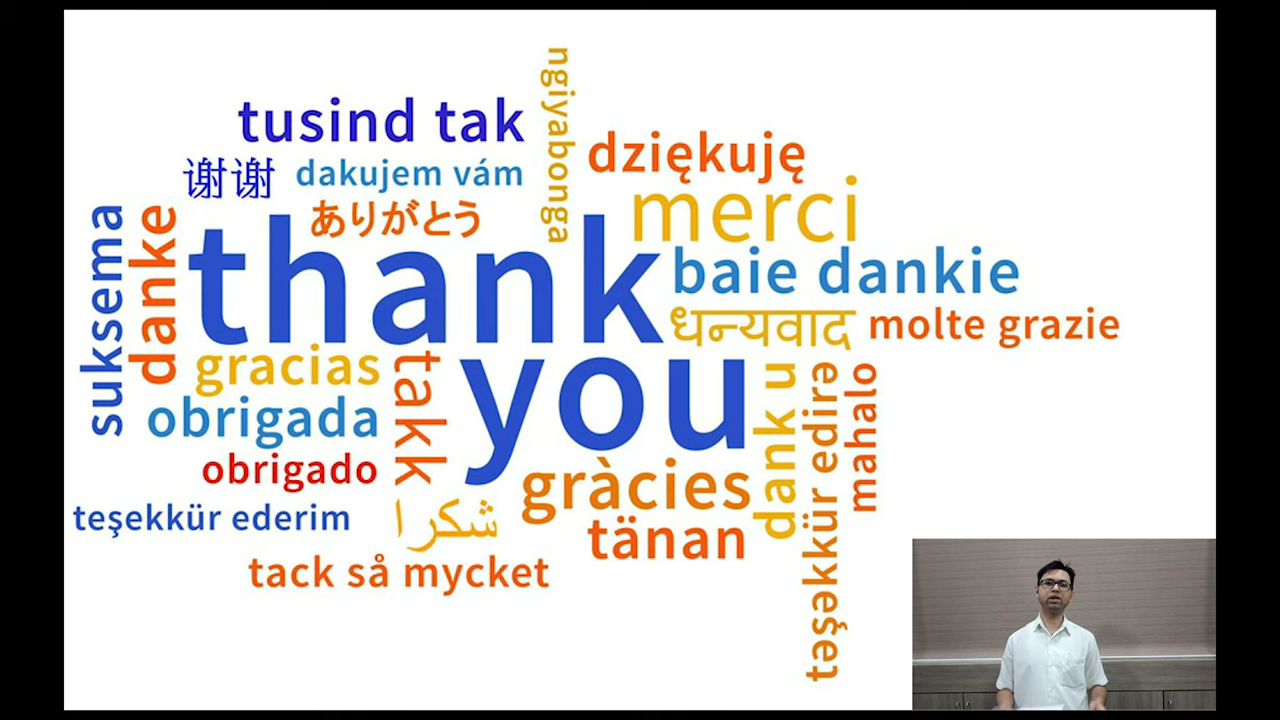 ngiyabonga
tusind tak
dziękuję
谢谢
dakujem vám
merci
ありがとう
suksema
danke
thank
baie dankie
धन्यवाद
molte grazie
gracias
takk
you
dank u
teşekkür edirəm
mahalo
obrigada
obrigado
gràcies
teşekkür ederim
شكرا
tänan
tack så mycket